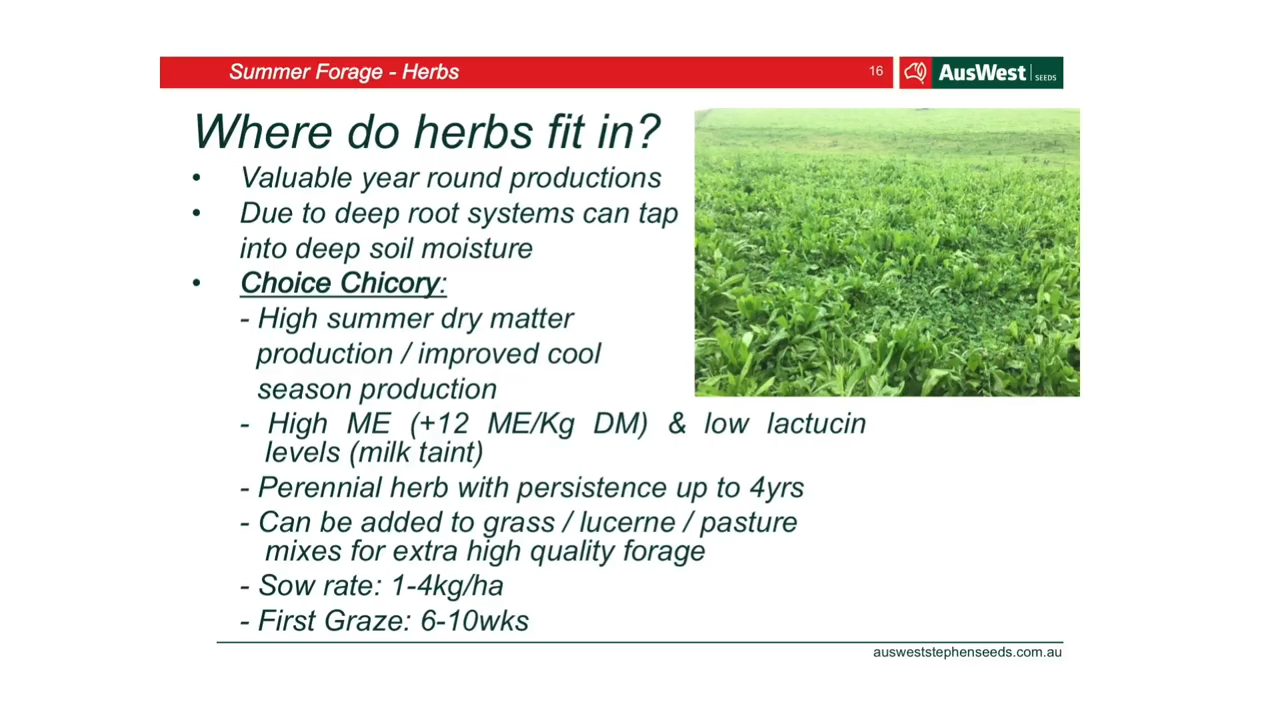 Summer Forage - Herbs
16
AusWest SEEDS
Where do herbs fit in?
• Valuable year round productions
• Due to deep root systems can tap
into deep soil moisture
• Choice Chicory:
- High summer dry matter
production / improved cool
season production
- High ME (+12 ME/Kg DM) & low lactucin
levels (milk taint)
- Perennial herb with persistence up to 4yrs
- Can be added to grass / lucerne / pasture
mixes for extra high quality forage
- Sow rate: 1-4kg/ha
- First Graze: 6-10wks
ausweststephenseeds.com.au